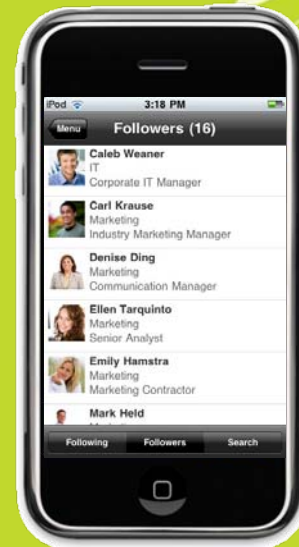 iPod
3:18 PM
Menu
Followers (16)
Caleb Weaner
IT
Corporate IT Manager
Carl Krause
Marketing
Industry Marketing Manager
Denise Ding
Marketing
Communication Manager
Ellen Tarquinto
Marketing
Senior Analyst
Emily Hamstra
Marketing
Marketing Contractor
Mark Held
Following
Followers
Search